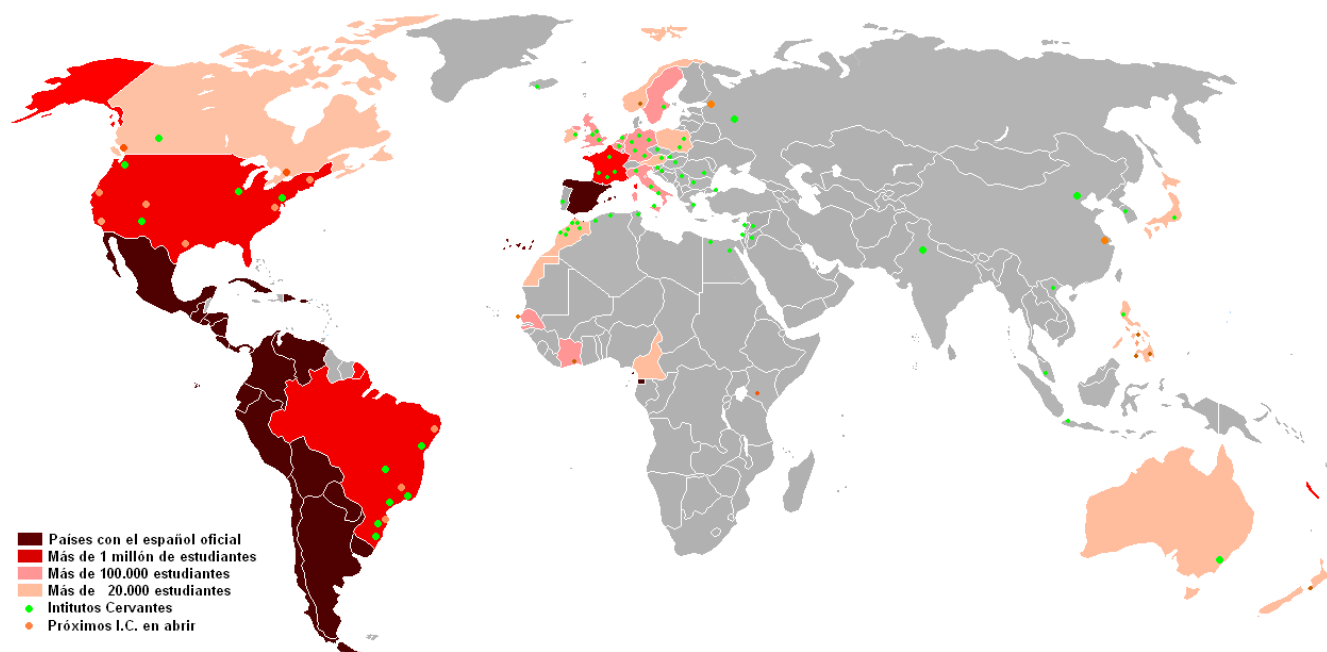 Países con el español oficial
Más de 1 millón de estudiantes
Más de 100.000 estudiantes
Más de 20.000 estudiantes
Intitutos Cervantes
Próximos I.C. en abrir